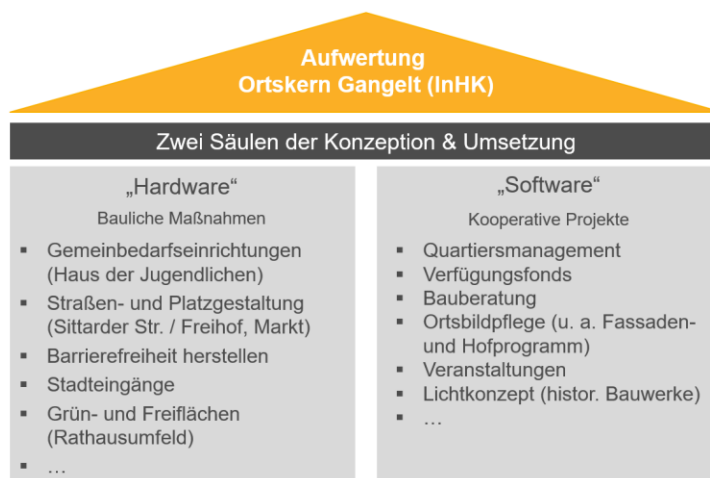 Aufwertung
Ortskern Gangelt (InHK)
Zwei Säulen der Konzeption & Umsetzung
„Hardware“
Bauliche Maßnahmen
▪ Gemeinbedarfseinrichtungen
(Haus der Jugendlichen)
▪ Straßen- und Platzgestaltung
(Sittarder Str. / Freihof, Markt)
▪ Barrierefreiheit herstellen
▪ Stadteingänge
▪ Grün- und Freiflächen
(Rathausumfeld)
▪ …
„Software“
Kooperative Projekte
▪ Quartiersmanagement
▪ Verfügungsfonds
▪ Bauberatung
▪ Ortsbildpflege (u. a. Fassaden-
und Hofprogramm)
▪ Veranstaltungen
▪ Lichtkonzept (histor. Bauwerke)
▪ …